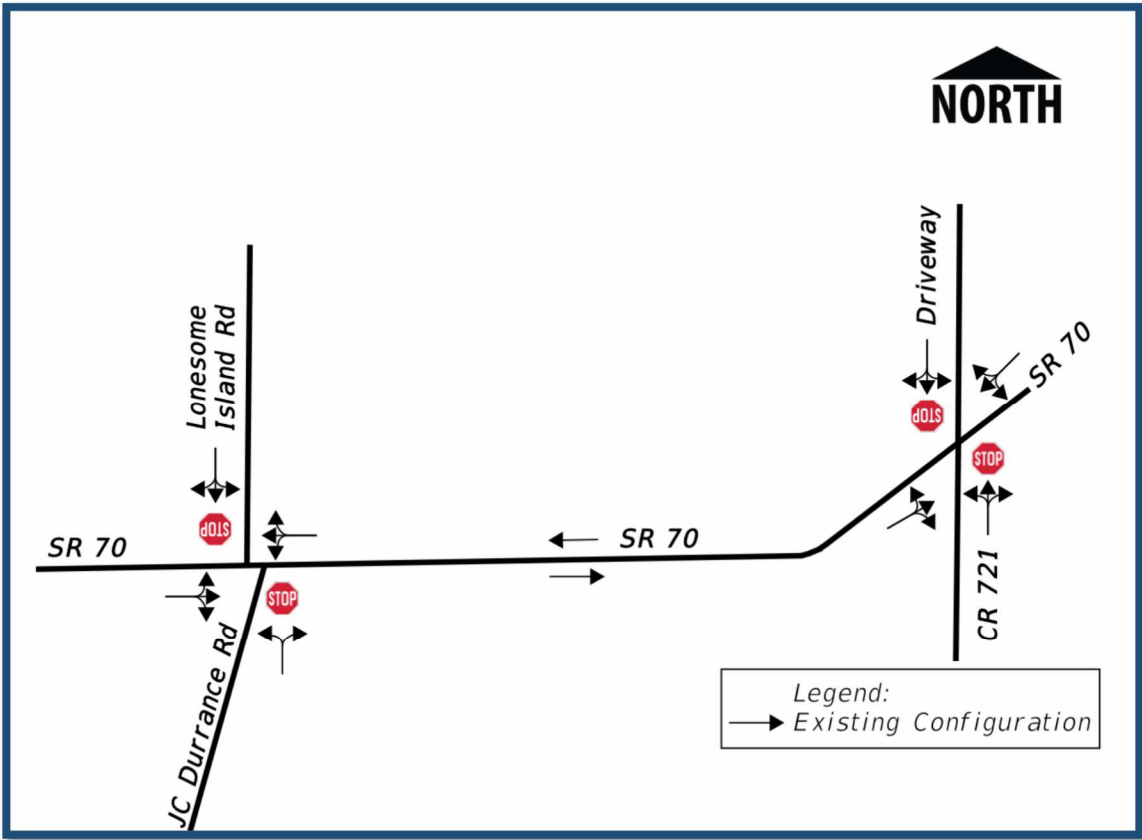 NORTH
Driveway
SR 70
Lonesome
Island Rd
STOP
STOP
SR 70
SR 70
STOP
STOP
CR 721
JC Durrance Rd
Legend:
Existing Configuration